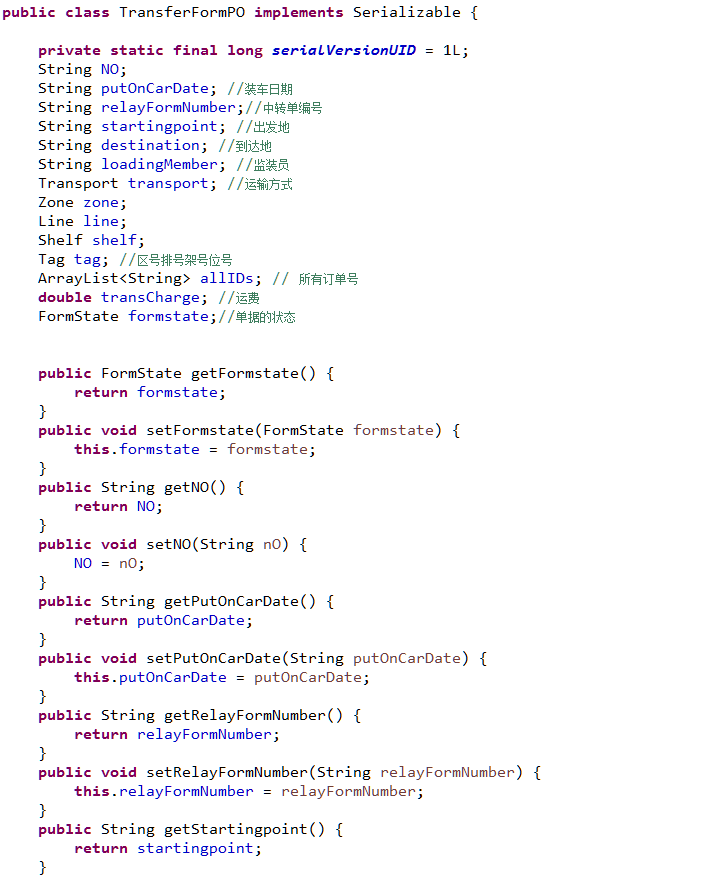 public class TransferFormPO implements Serializable {
private static final long serialVersionUID = 1L;
String NO;
String putOnCarDate; //装车日期
String relayFormNumber;//中转单编号
String startingpoint; //出发地
String destination; //到达地
String loadingMember; //监装员
Transport transport; //运输方式
Zone zone;
Line line;
Shelf shelf;
Tag tag; //区号排号架号位号
ArrayList<String> allIDs; // 所有订单号
double transCharge; //运费
FormState formstate;//单据的状态
public FormState getFormstate() {
return formstate;
}
public void setFormstate(FormState formstate) {
this.formstate = formstate;
}
public String getNO() {
return NO;
}
public void setNO(String nO) {
NO = nO;
}
public String getPutOnCarDate() {
return putOnCarDate;
}
public void setPutOnCarDate(String putOnCarDate) {
this.putOnCarDate = putOnCarDate;
}
public String getRelayFormNumber() {
return relayFormNumber;
}
public void setRelayFormNumber(String relayFormNumber) {
this.relayFormNumber = relayFormNumber;
}
public String getStartingpoint() {
return startingpoint;
}